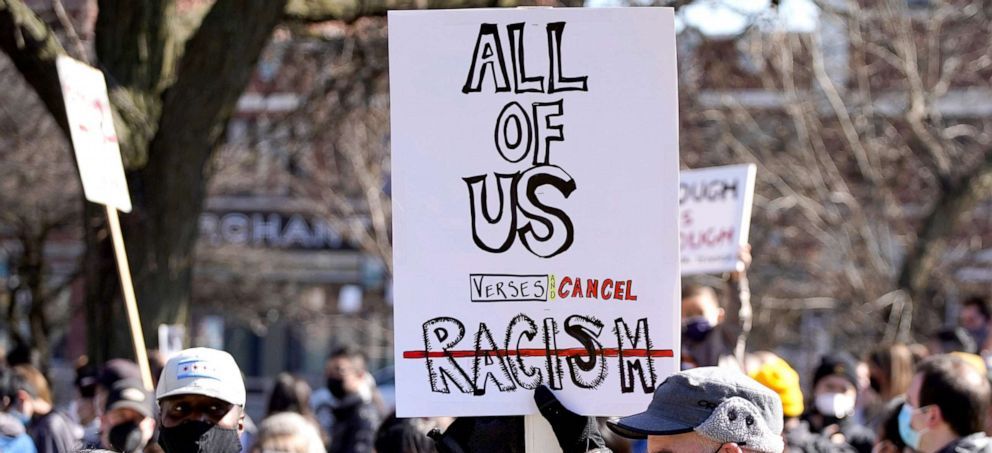 ALL
OF
US
VERSES AND CANCEL
RACISM
OUGH
OUGH